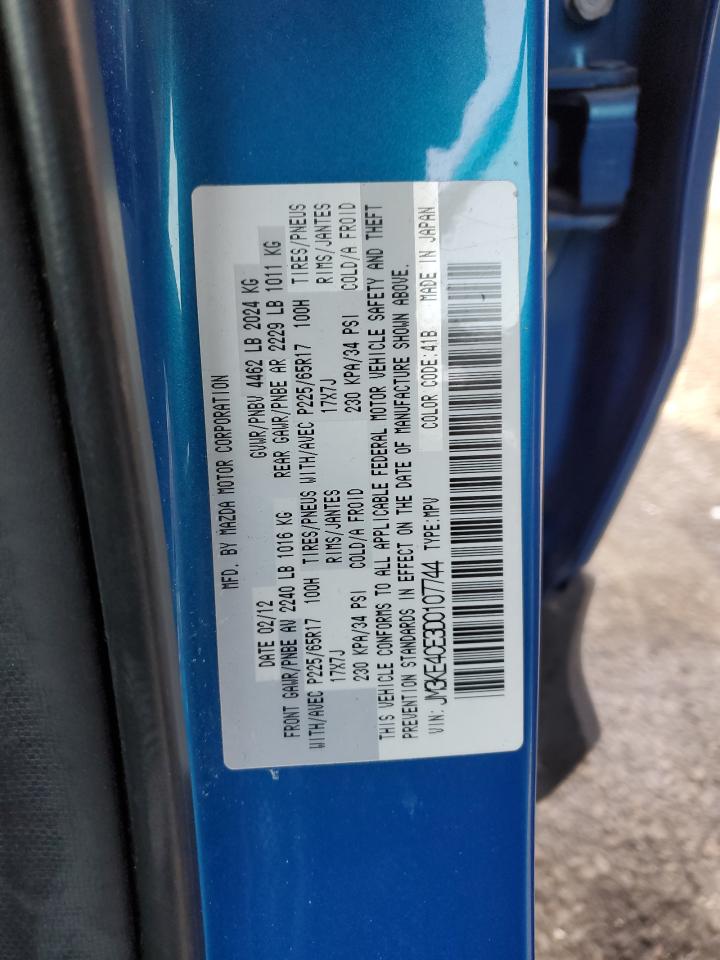 MFD. BY MAZDA MOTOR CORPORATION
DATE 02/12 GVWR/PNBV 4462 LB 2024 KG
FRONT GAWR/PNBE AV 2240 LB 1016 KG REAR GAWR/PNBE AR 2229 LB 1011 KG
WITH/AVEC P225/65R17 100H TIRES/PNEUS WITH/AVEC P225/65R17 100H TIRES/PNEUS
17X7J RIMS/JANTES 17X7J RIMS/JANTES
230 KPA/34 PSI COLD/A FROID 230 KPA/34 PSI COLD/A FROID
THIS VEHICLE CONFORMS TO ALL APPLICABLE FEDERAL MOTOR VEHICLE SAFETY AND THEFT
PREVENTION STANDARDS IN EFFECT ON THE DATE OF MANUFACTURE SHOWN ABOVE.
VIN: JM3KE4CE3D0107744 TYPE:MPV COLOR CODE:41B MADE IN JAPAN